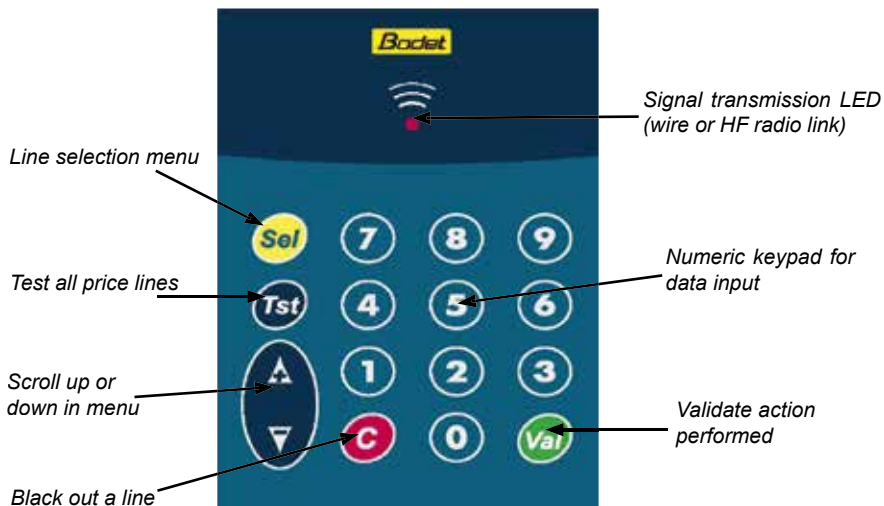 Bodet
Signal transmission LED
(wire or HF radio link)
Line selection menu
Sel
7
8
9
Numeric keypad for
data input
Test all price lines
Tst
4
5
6
Scroll up or
down in menu
+
1
2
3
Validate action
performed
-
C
0
Val
Black out a line